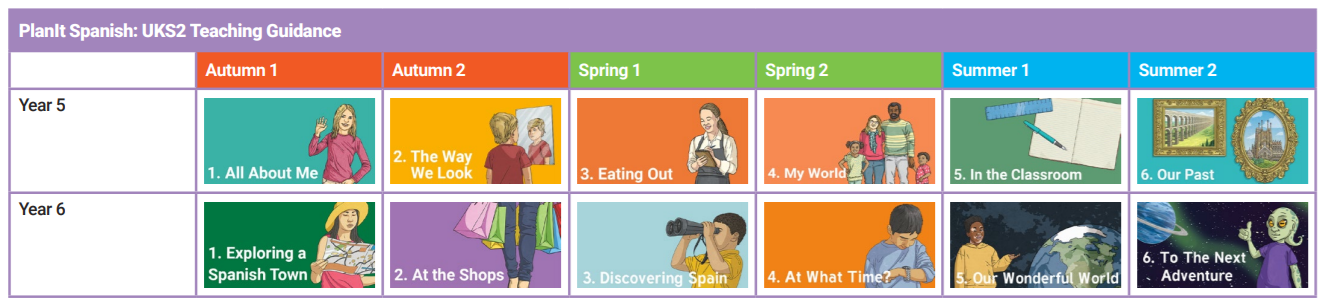 PlanIt Spanish: UKS2 Teaching Guidance
Autumn 1
Autumn 2
Spring 1
Spring 2
Summer 1
Summer 2
Year 5
1. All About Me
2. The Way
We Look
3. Eating Out
4. My World
5. In the Classroom
6. Our Past
Year 6
1. Exploring a
Spanish Town
2. At the Shops
3. Discovering Spain
4. At What Time?
5. Our Wonderful World
6. To The Next
Adventure